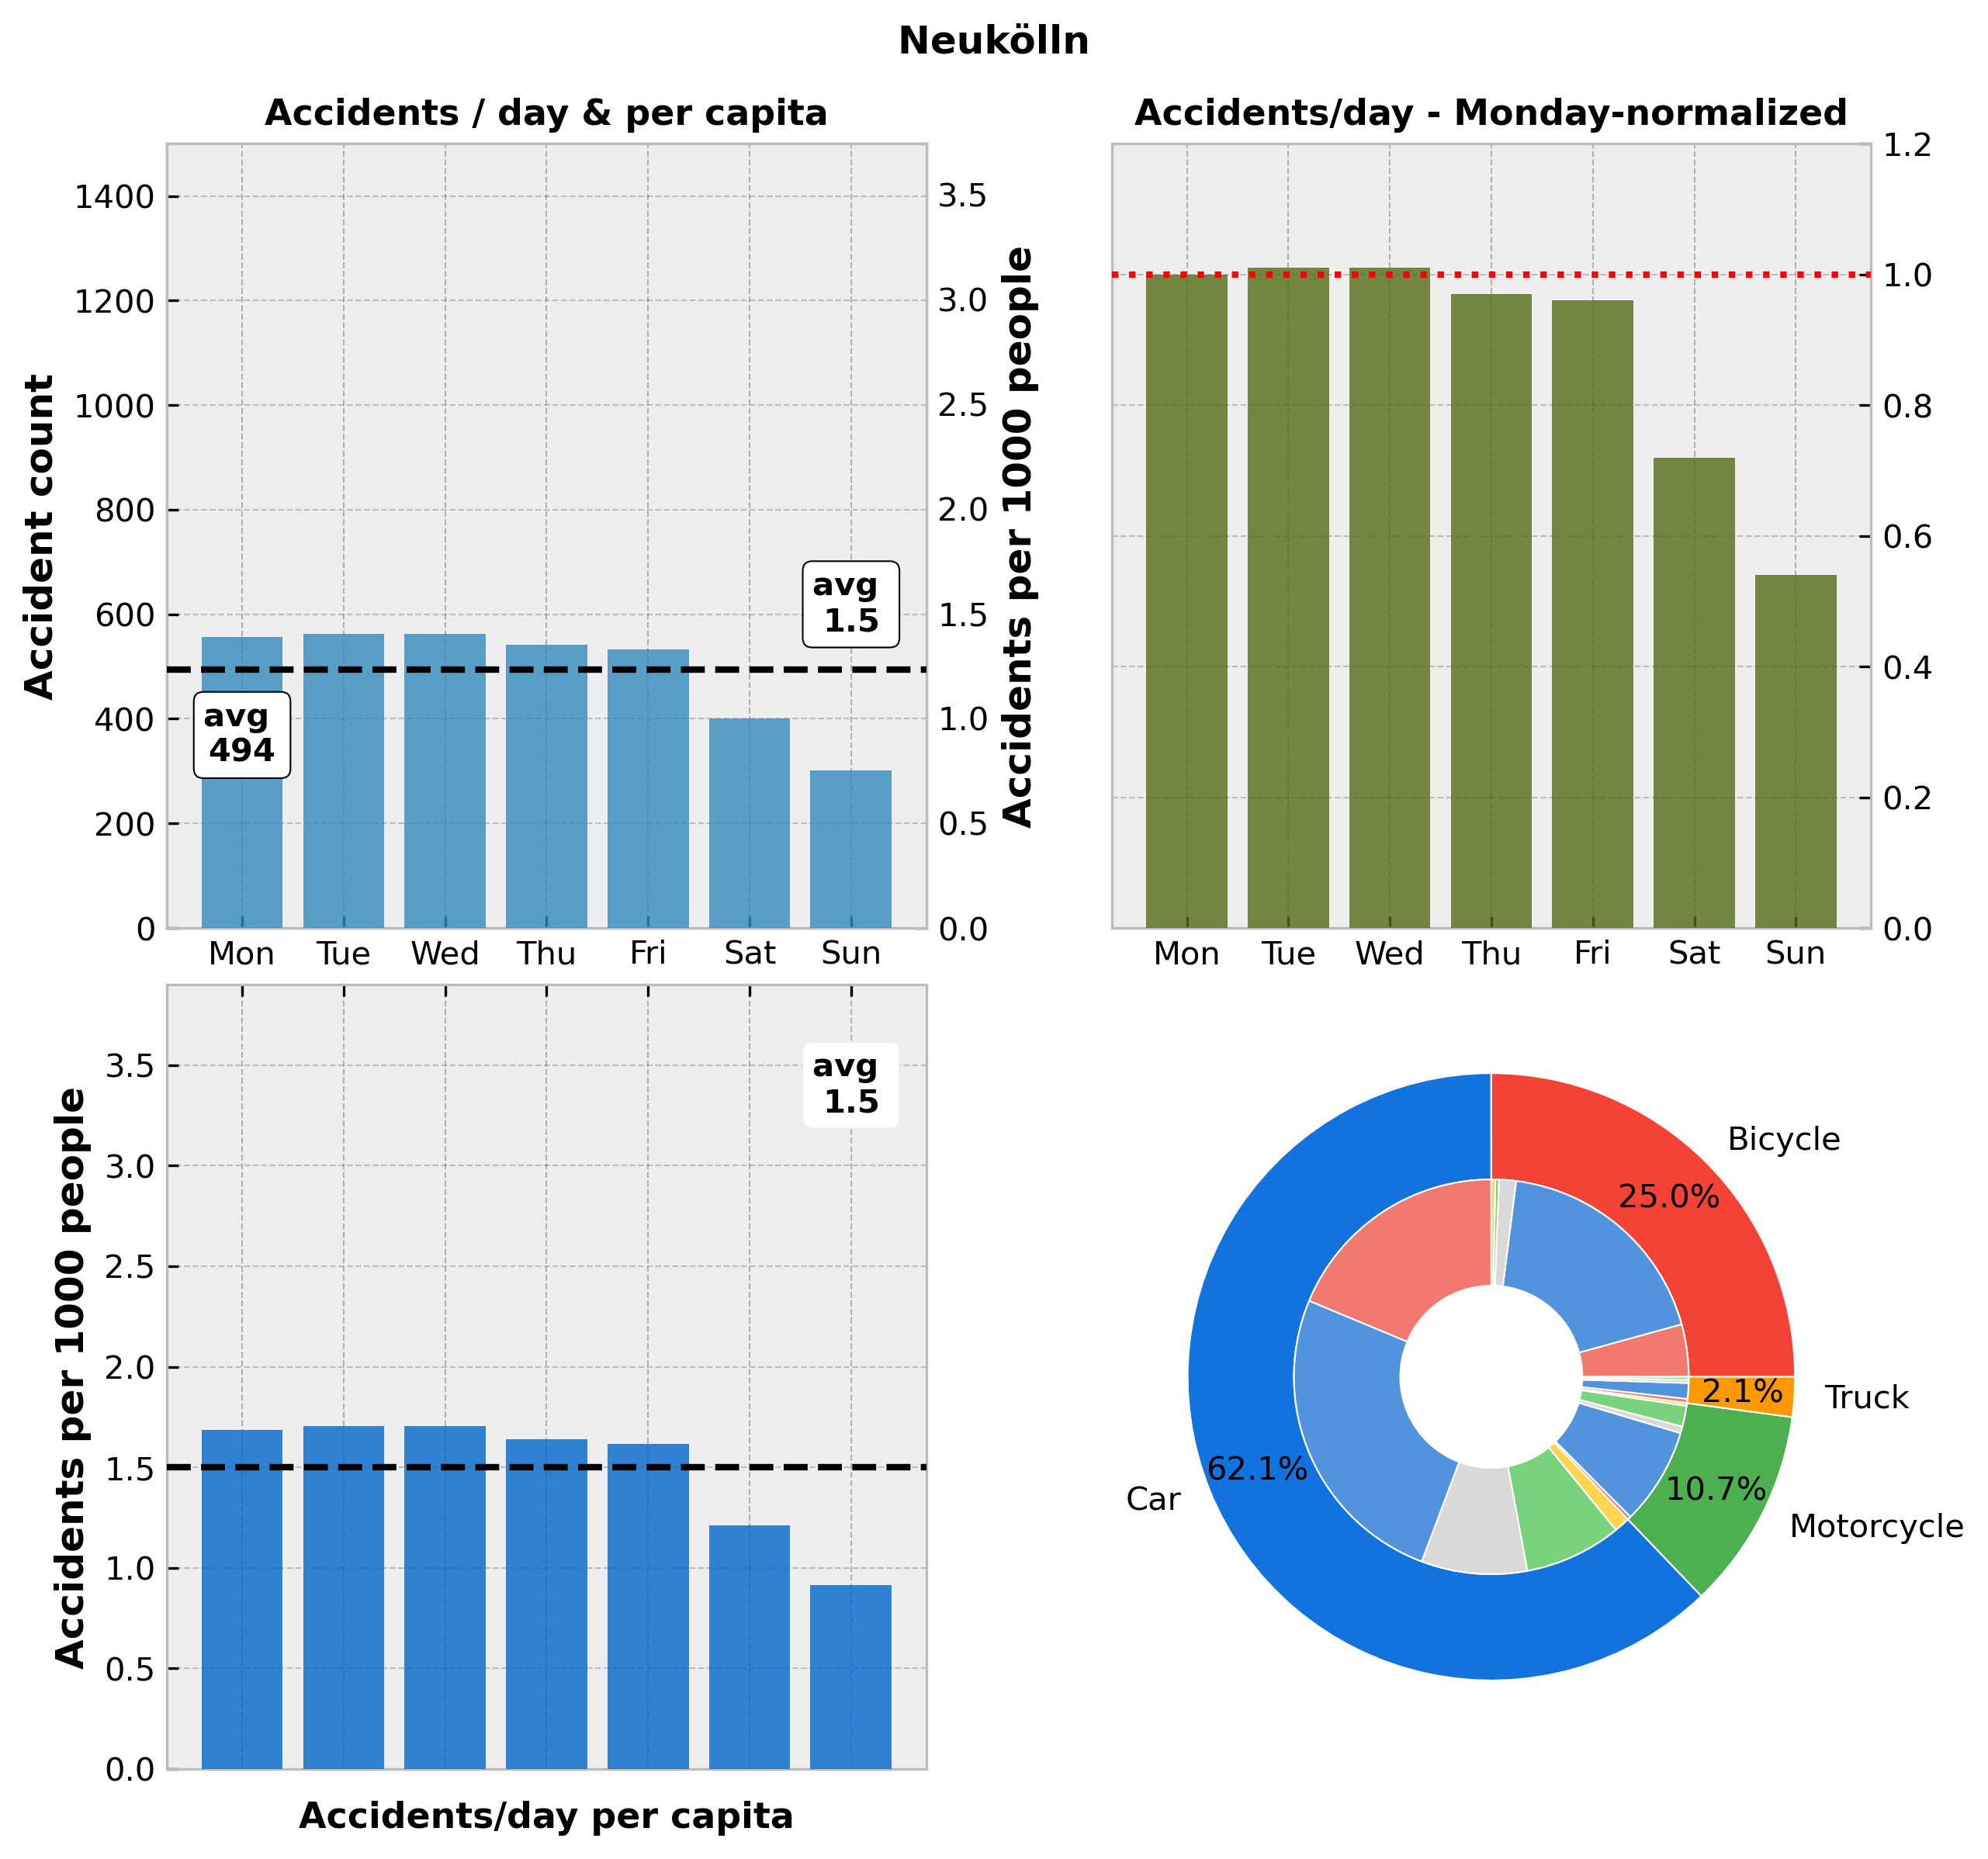 Neukölln
Accidents / day & per capita
Accident count
1400
1200
1000
800
600
400
200
0
3.5
3.0
2.5
2.0
1.5
1.0
0.5
0.0
Accidents per 1000 people
avg
1.5
avg
494
Mon Tue Wed Thu Fri Sat Sun
Accidents/day - Monday-normalized
1.2
1.0
0.8
0.6
0.4
0.2
0.0
Mon Tue Wed Thu Fri Sat Sun
Accidents per 1000 people
3.5
3.0
2.5
2.0
1.5
1.0
0.5
0.0
avg
1.5
Accidents/day per capita
Bicycle
25.0%
2.1%
Truck
62.1%
Car
10.7%
Motorcycle